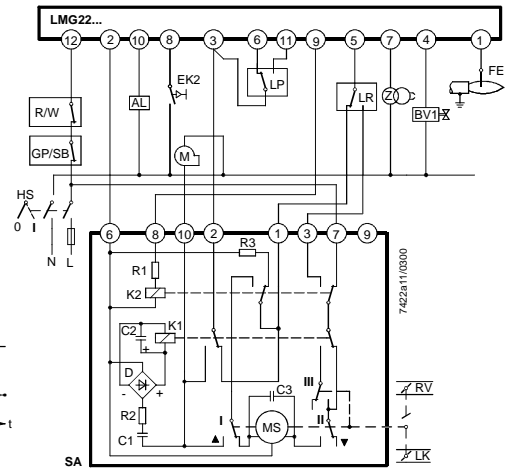 LMG22...
12 2 10 8 3 6 11 9 5 7 4 1
EK2
FE
LP
AL
LR
Z
R/W
BV1
GP/SB
M
HS
0 I
N L
6 8 10 2 1 3 7 9
R3
R1
K2
7422a11/0300
C2
+
K1
D
- +
C3
III
RV
R2
I
MS
II
t
C1
SA
LK